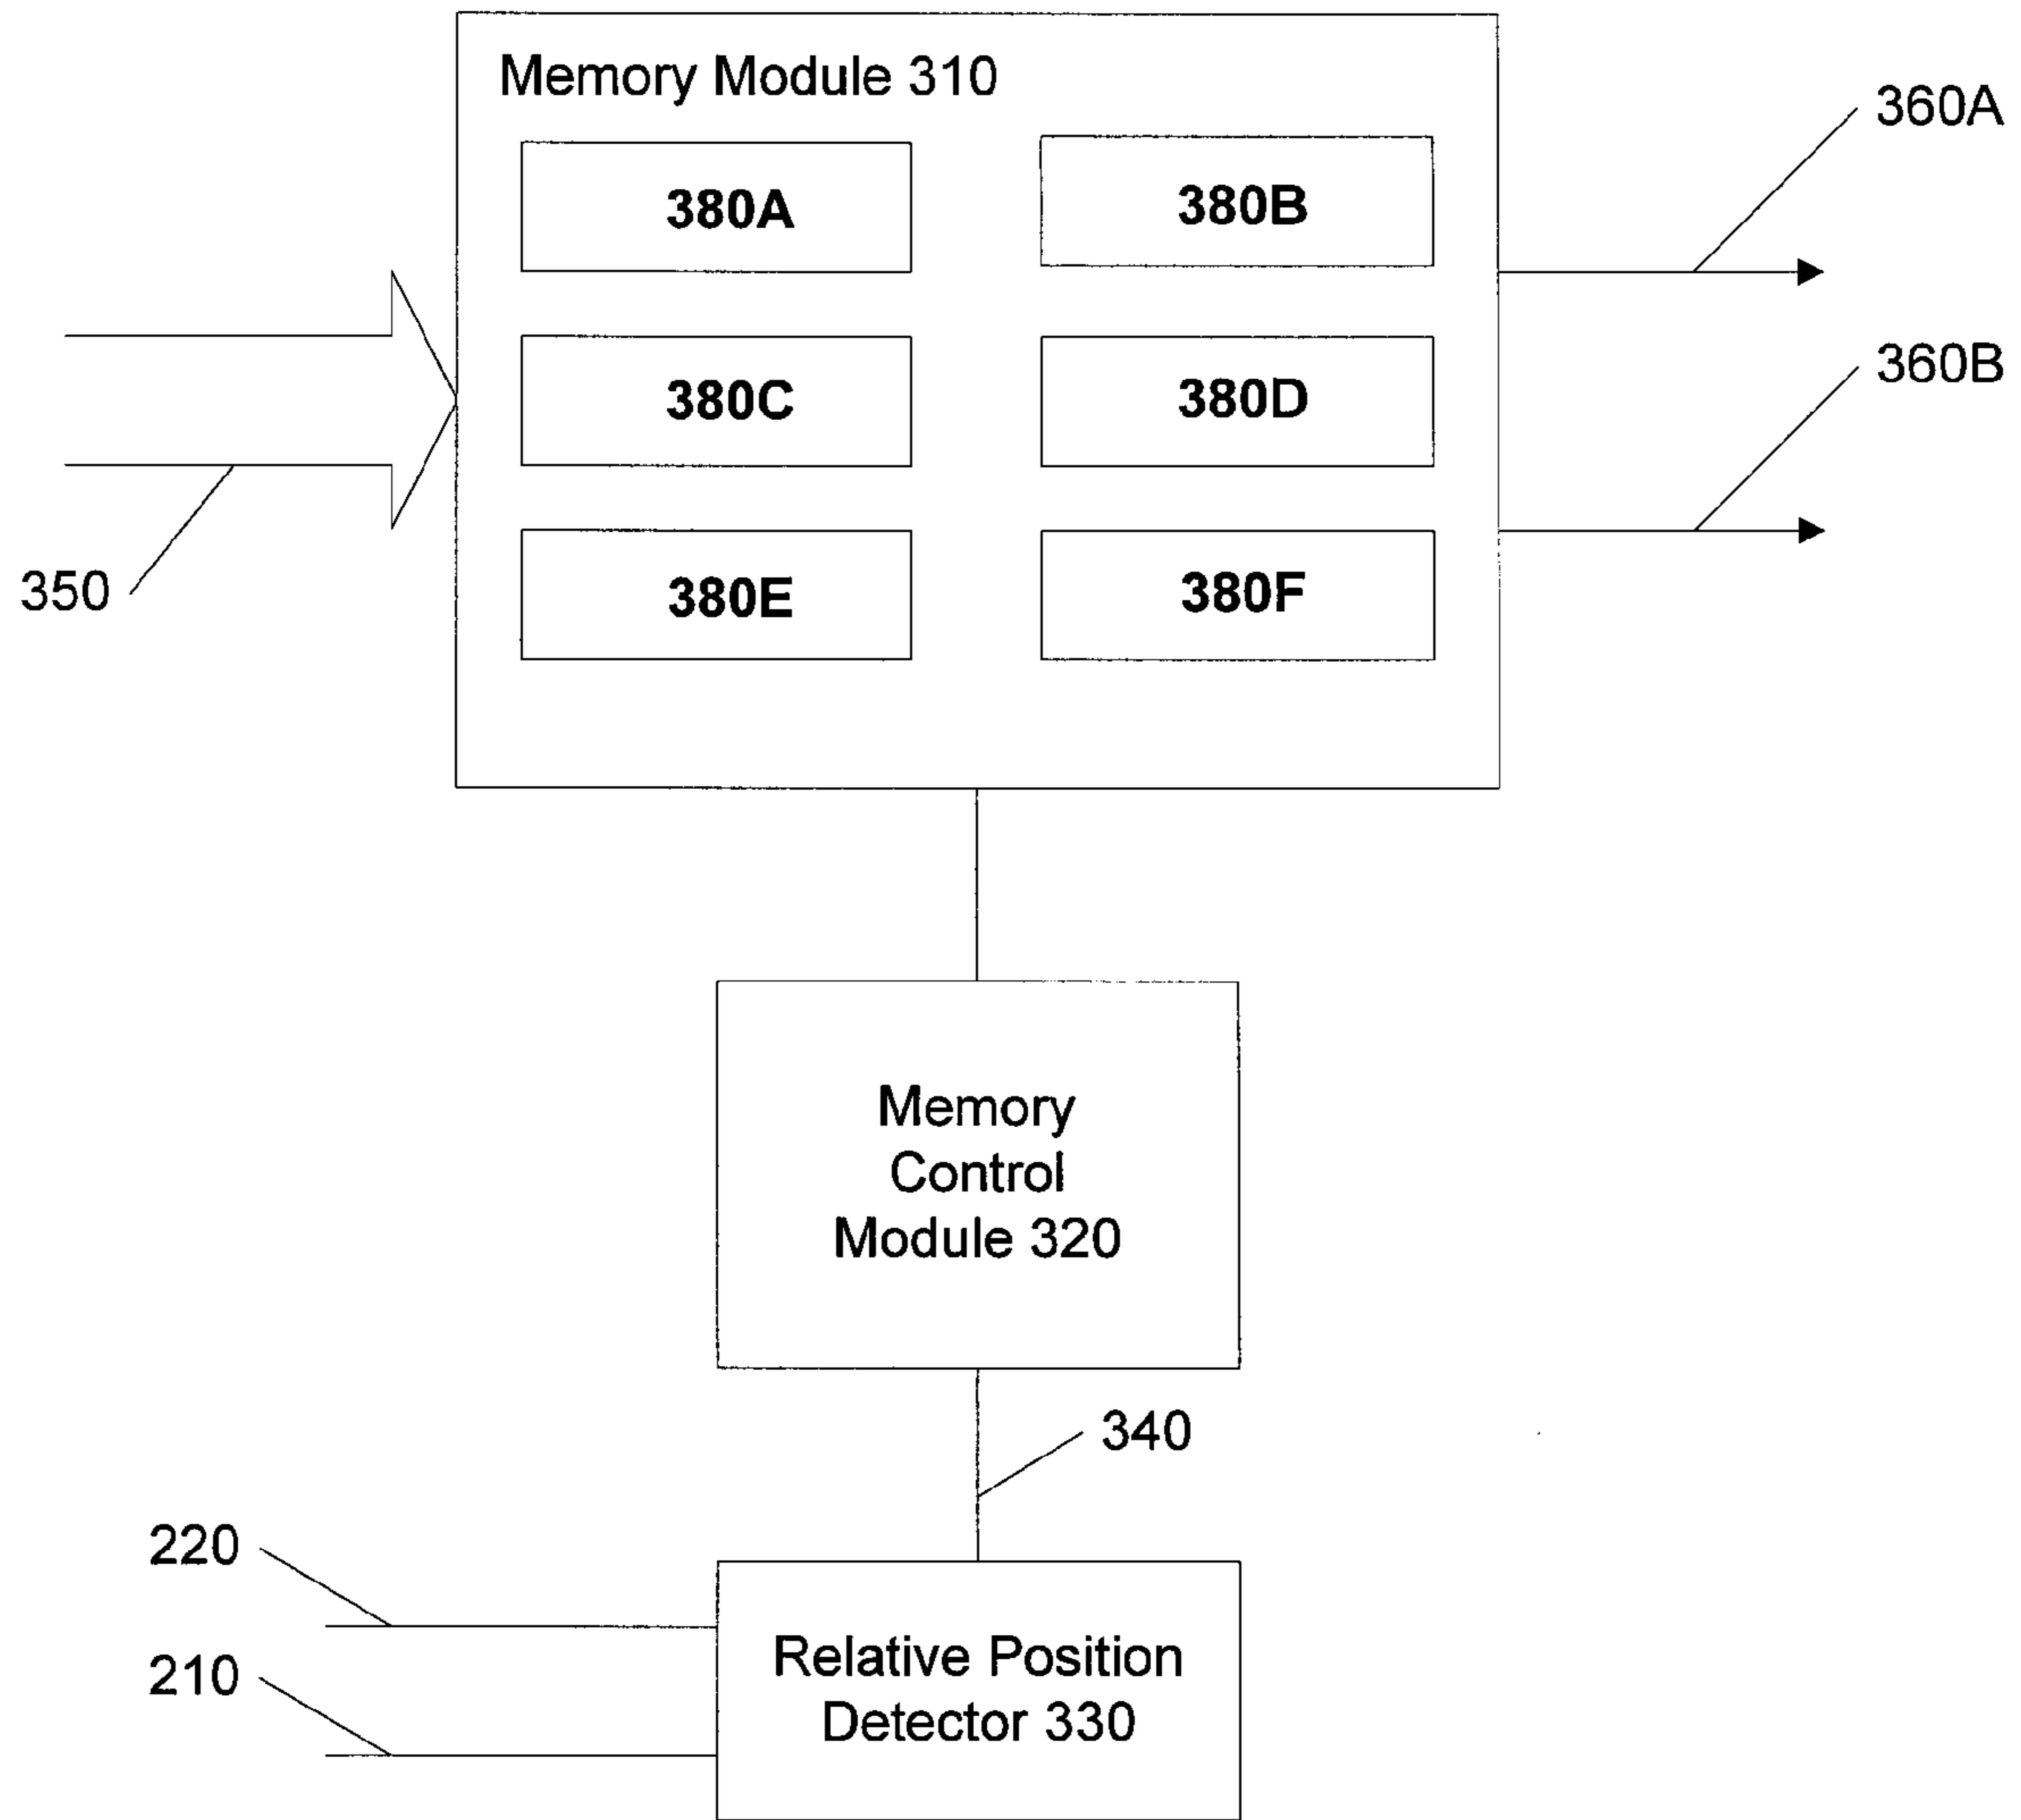 Memory Module 310
360A
380A
380B
360B
380C
380D
350
380E
380F
Memory
Control
Module 320
340
220
210
Relative Position
Detector 330